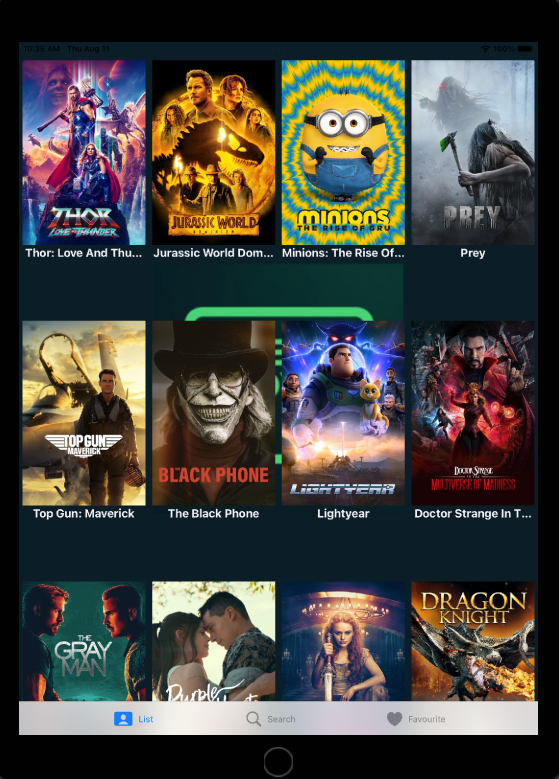 10:35 AM Thu Aug 11
100%
THOR
LOVE AND THUNDER
JURASSIC WORLD
DOMINION
MINIONS
THE RISE OF GRU
PREY
Thor: Love And Thu...
Jurassic World Dom...
Minions: The Rise Of...
Prey
TOP GUN
MAVERICK
BLACK PHONE
LIGHTYEAR
DOCTOR STRANGE
IN THE
MULTIVERSE OF MADNESS
Top Gun: Maverick
The Black Phone
Lightyear
Doctor Strange In T...
THE
GRAY
MAN
Purple
DRAGON
KNIGHT
List
Search
Favourite